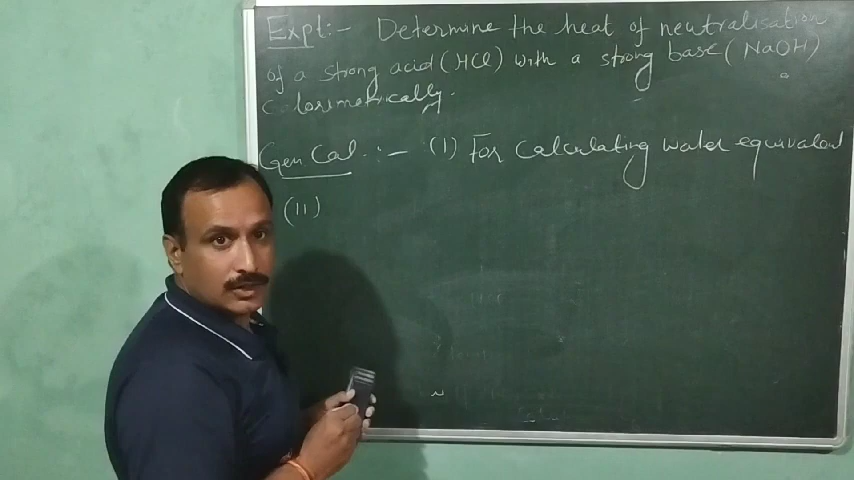 Expt:- Determine the heat of neutralisation
of a strong acid (HCl) with a strong base (NaOH)
Calorimetrically.
Gen Cal :- (I) For Calculating water equivalent
(II)